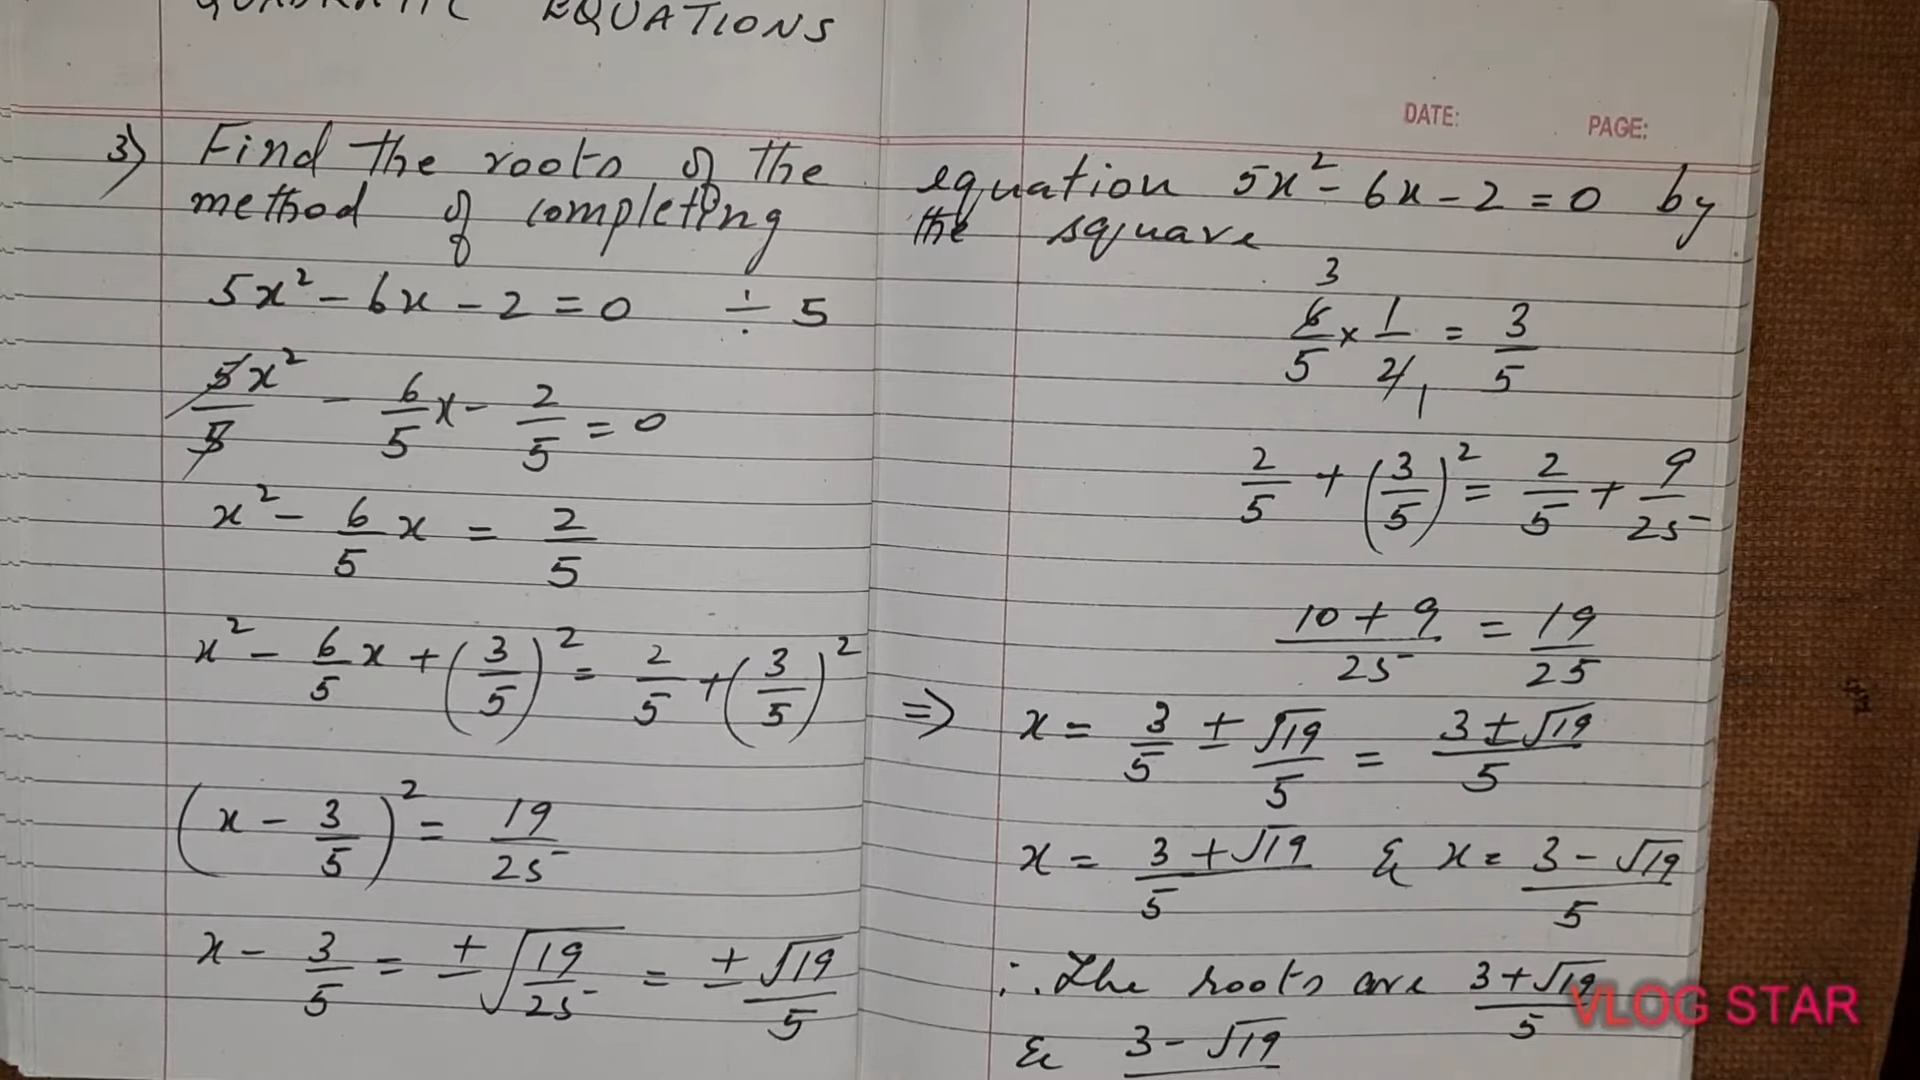 QUADRATIC EQUATIONS
DATE: PAGE:
3) Find the roots of the equation 5x² - 6x - 2 = 0 by
method of completing the square
5x² - 6x - 2 = 0 ÷ 5
5x²/5 - 6/5 x - 2/5 = 0
x² - 6/5 x = 2/5
x² - 6/5 x + (3/5)² = 2/5 + (3/5)²
(x - 3/5)² = 19/25
x - 3/5 = ± √(19/25) = ± √19/5
3
6/5 × 1/2 = 3/5
1
2/5 + (3/5)² = 2/5 + 9/25
10 + 9/25 = 19/25
⇒ x = 3/5 ± √19/5 = 3 ± √19/5
x = 3 + √19/5 & x = 3 - √19/5
∴ The roots are 3 + √19/5
& 3 - √19
VLOG STAR